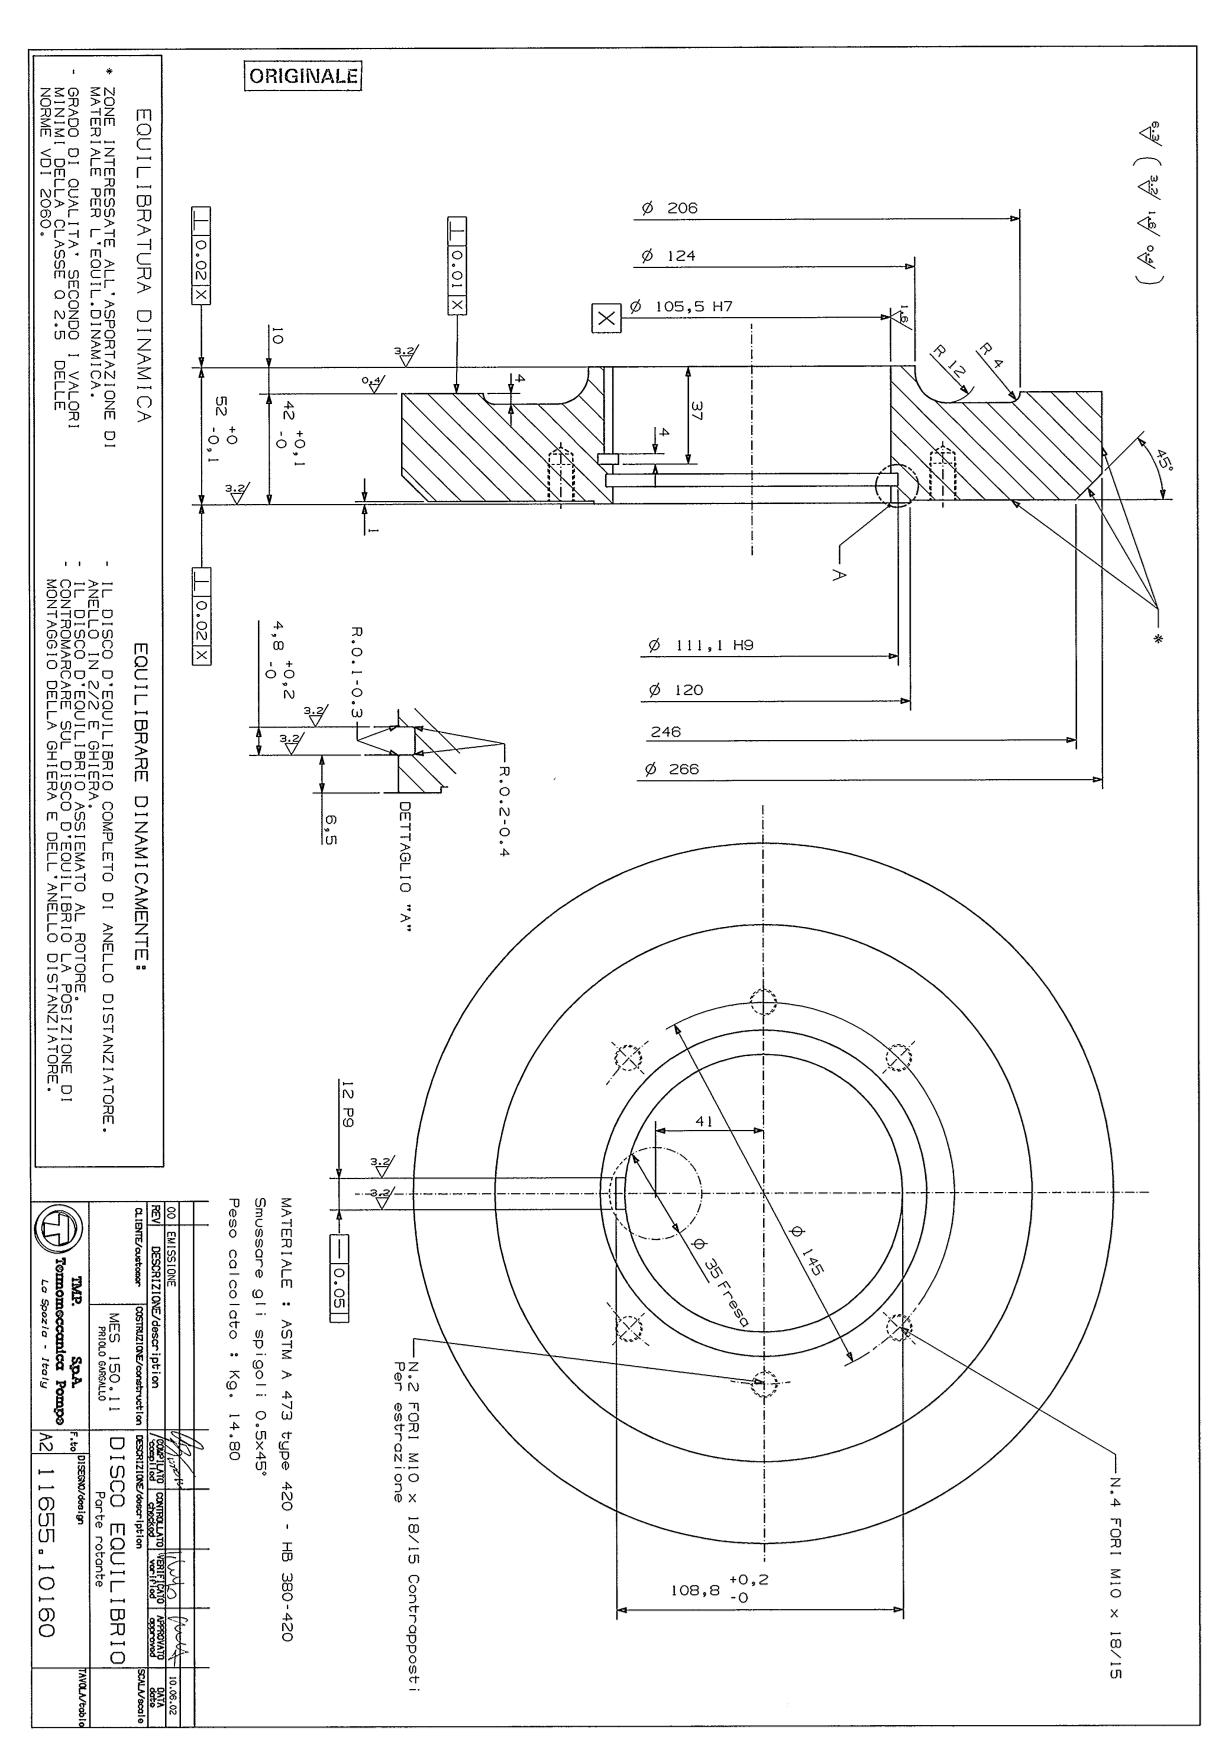 ORIGINALE
6.3 ( 3.2 1.6 0.4 )
EQUILIBRATURA DINAMICA
* ZONE INTERESSATE ALL'ASPORTAZIONE DI
MATERIALE PER L'EQUIL.DINAMICA.
- GRADO DI QUALITA' SECONDO I VALORI
MINIMI DELLA CLASSE Q 2.5 DELLE
NORME VDI 2060.
EQUILIBRARE DINAMICAMENTE:
- IL DISCO D'EQUILIBRIO COMPLETO DI ANELLO DISTANZIATORE.
ANELLO IN 2/2 E GHIERA.
- IL DISCO D'EQUILIBRIO ASSIEMATO AL ROTORE.
- CONTROMARCARE SUL DISCO D'EQUILIBRIO LA POSIZIONE DI
MONTAGGIO DELLA GHIERA E DELL'ANELLO DISTANZIATORE.
⊥ 0.02 X
⊥ 0.01 X
Ø 206
Ø 124
X Ø 105,5 H7
1.6
R 12
R 4
45°
10
3.2
0.4
4
37
4
52 +0 -0,1
42 +0,1 -0
3.2
1
A
*
⊥ 0.02 X
Ø 111,1 H9
Ø 120
246
Ø 266
4,8 +0,2 -0
R.0.1-0.3
3.2
3.2
R.0.2-0.4
6,5
DETTAGLIO "A"
41
12 P9
3.2
3.2
— 0.05
Ø 145
Ø 35 Fresa
108,8 +0,2 -0
N.4 FORI M10 x 18/15
N.2 FORI M10 x 18/15 Contrapposti
Per estrazione
MATERIALE : ASTM A 473 type 420 - HB 380-420
Smussare gli spigoli 0.5x45°
Peso calcolato : Kg. 14.80
00 EMISSIONE 10.06.02
REV DESCRIZIONE/description COMPILATO compiled CONTROLLATO checked VERIFICATO verified APPROVATO approved DATA date
CLIENTE/customer COSTRUZIONE/construction DESCRIZIONE/description SCALA/scale
MES 150.11
PRIOLO GARGALLO
DISCO EQUILIBRIO
Parte rotante
TMP. S.p.A.
Termomeccanica Pompe
La Spezia - Italy
F.to DISEGNO/design TAVOLA/table
A2 11655.10160